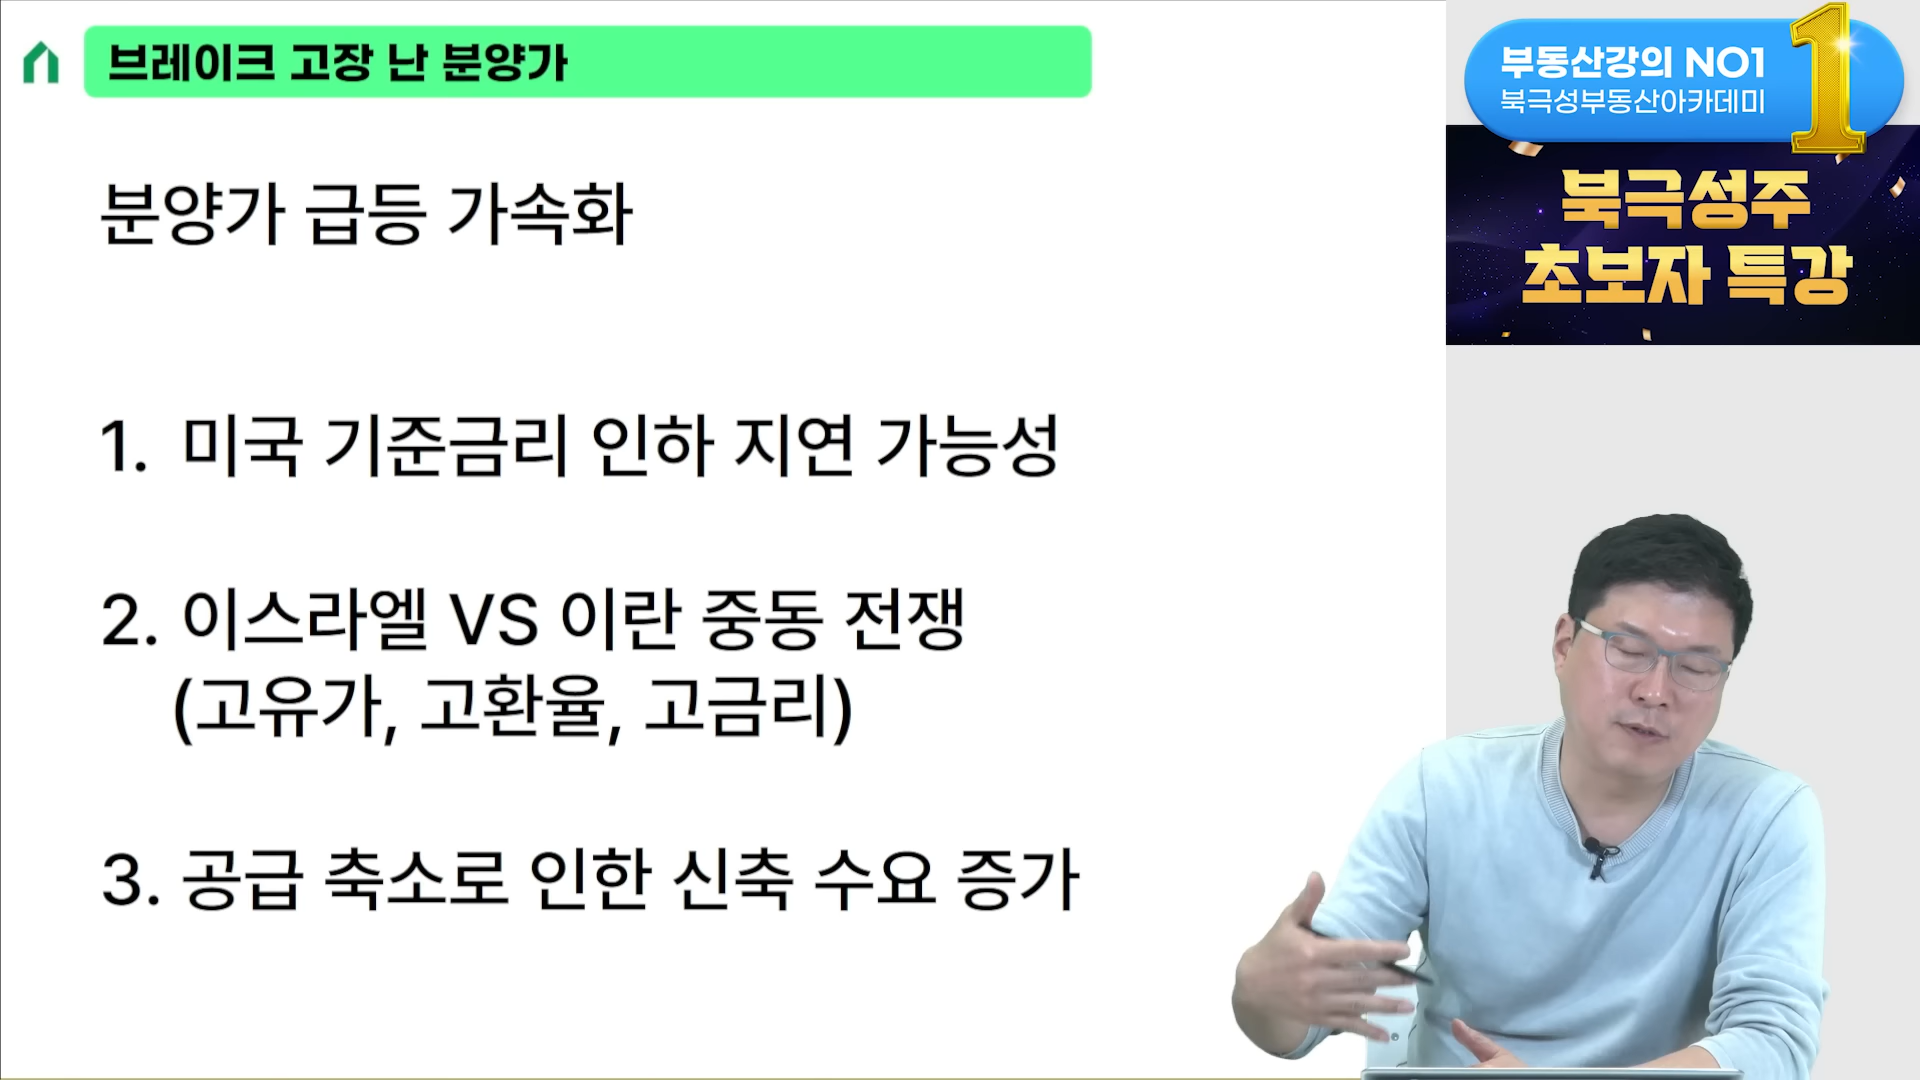 브레이크 고장 난 분양가
분양가 급등 가속화
1. 미국 기준금리 인하 지연 가능성
2. 이스라엘 VS 이란 중동 전쟁
(고유가, 고환율, 고금리)
3. 공급 축소로 인한 신축 수요 증가
부동산강의 NO1
북극성부동산아카데미
1
북극성주
초보자 특강